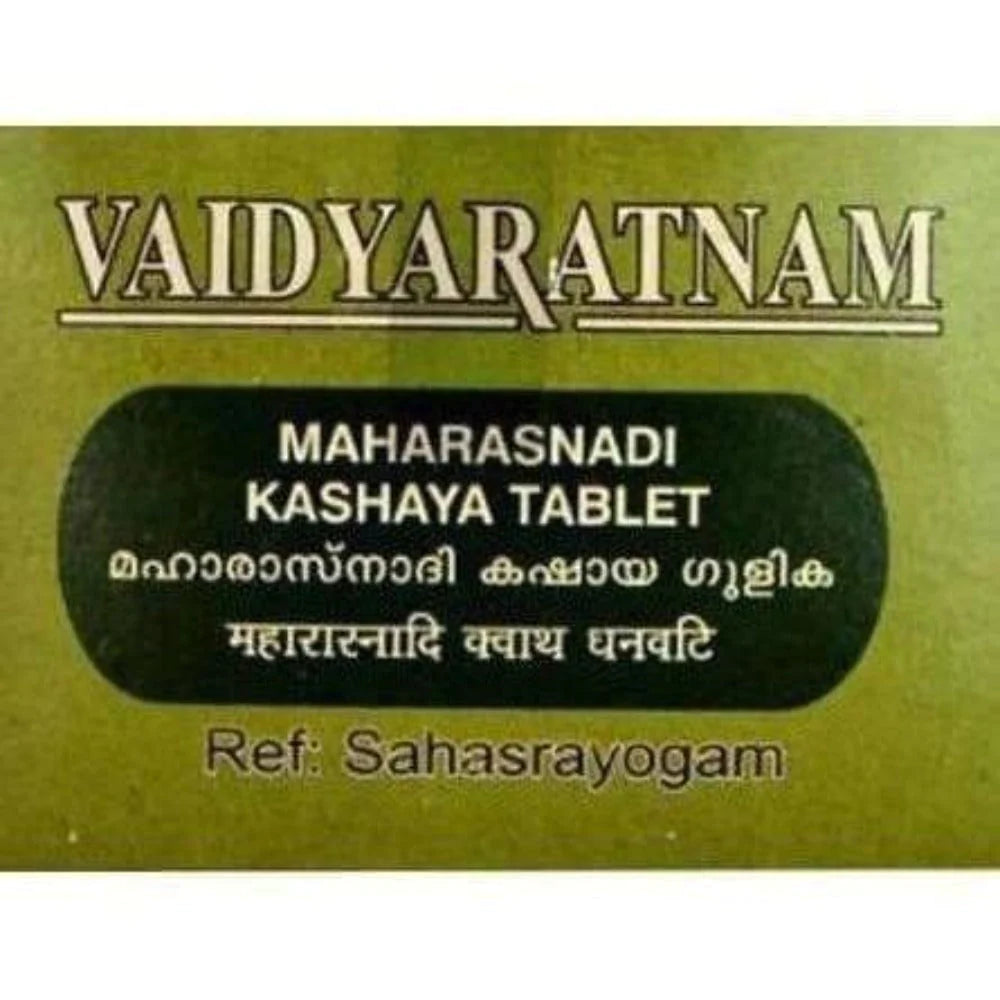 VAIDYARATNAM
MAHARASNADI
KASHAYA TABLET
മഹാരാസ്നാദി കഷായ ഗുളിക
महारास्नादि क्वाथ घनवटि
Ref: Sahasrayogam